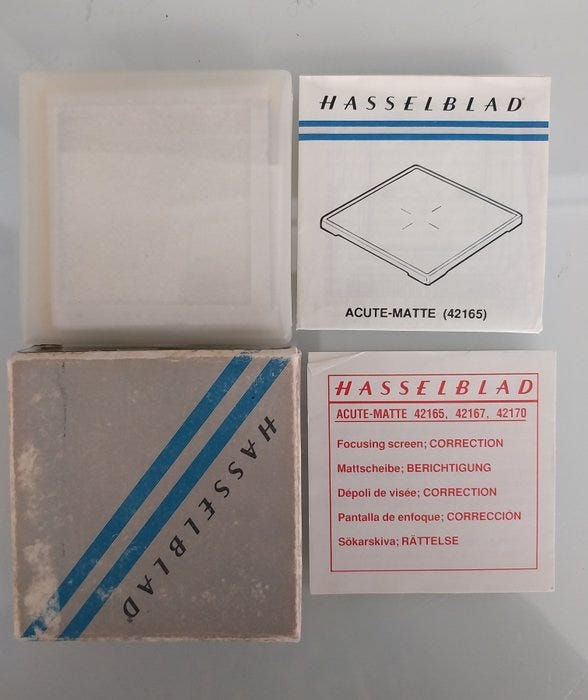 HASSELBLAD
ACUTE-MATTE (42165)
HASSELBLAD
HASSELBLAD
ACUTE-MATTE 42165, 42167, 42170
Focusing screen; CORRECTION
Mattscheibe; BERICHTIGUNG
Dépoli de visée; CORRECTION
Pantalla de enfoque; CORRECCIÓN
Sökarskiva; RÄTTELSE